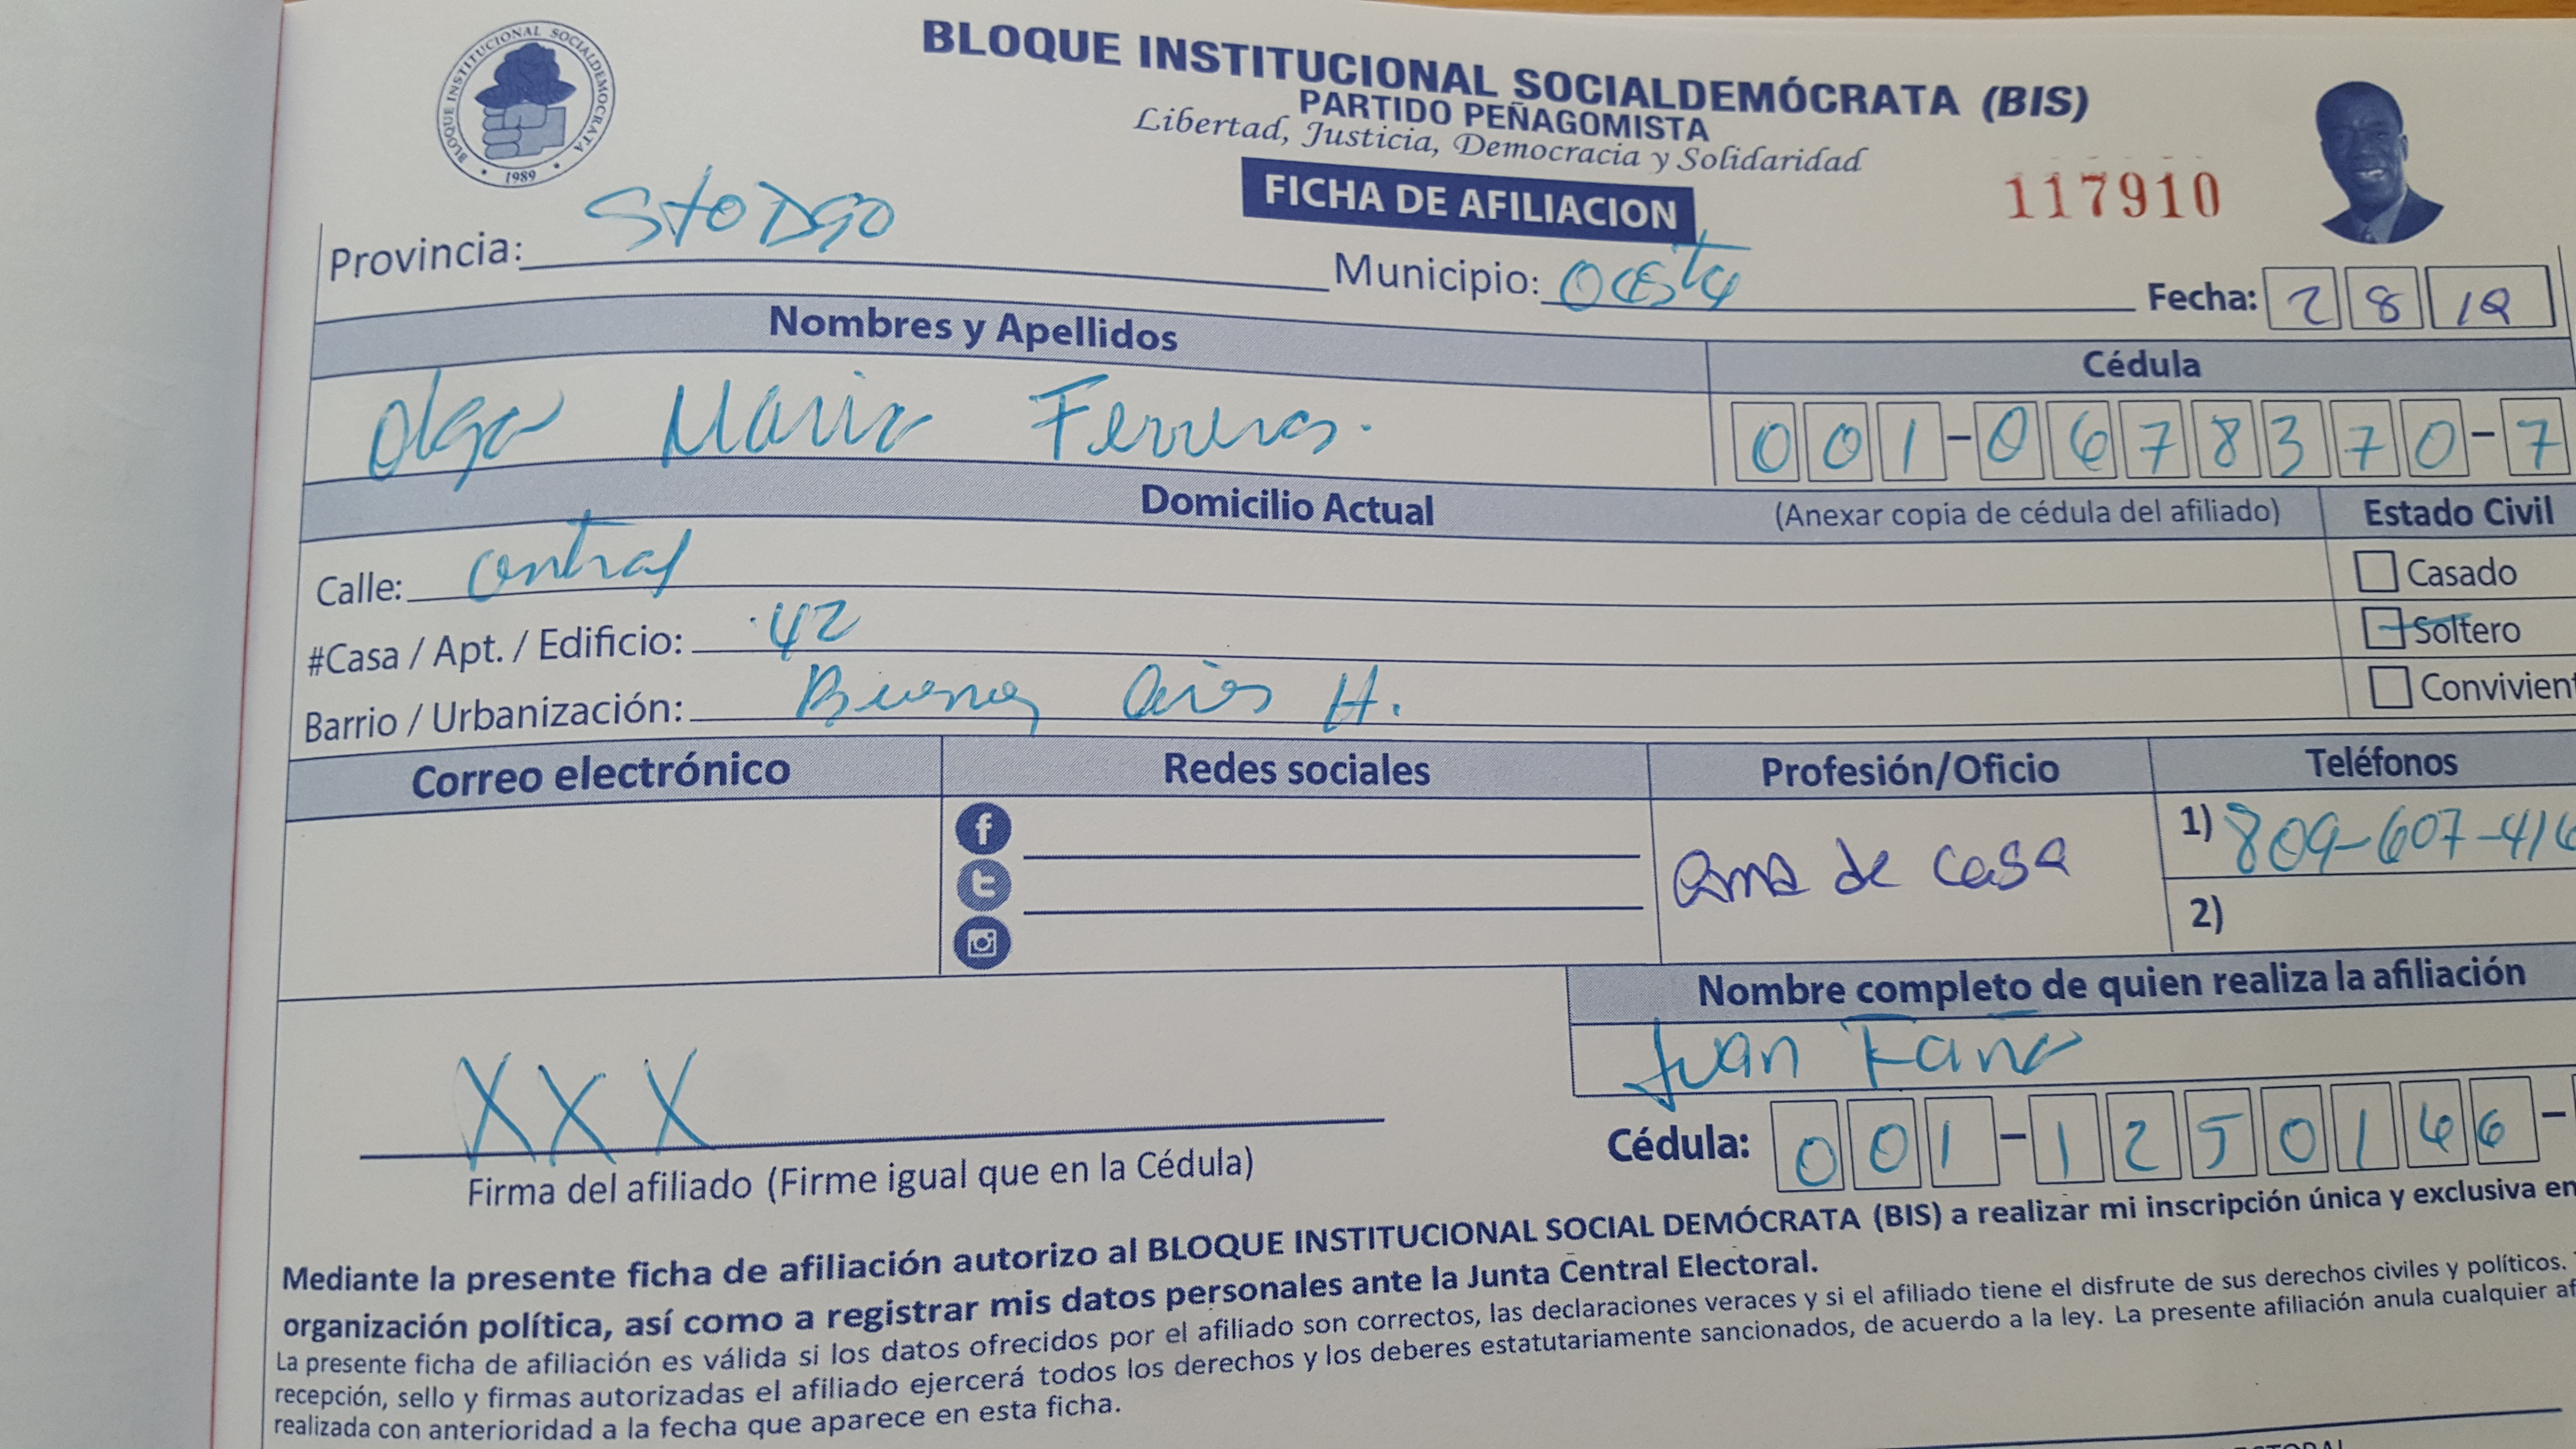 BLOQUE INSTITUCIONAL SOCIALDEMOCRATA
1989
BLOQUE INSTITUCIONAL SOCIALDEMÓCRATA (BIS)
PARTIDO PEÑAGOMISTA
Libertad, Justicia, Democracia y Solidaridad
FICHA DE AFILIACION
117910
Provincia: Sto Dgo Municipio: Oeste Fecha: 2 8 19
Nombres y Apellidos Cédula
Olga Maria Ferreras. 001-0678370-7
Domicilio Actual (Anexar copia de cédula del afiliado) Estado Civil
Calle: Central Casado
#Casa / Apt. / Edificio: 42 Soltero
Barrio / Urbanización: Buenos Aires H. Convivient
Correo electrónico Redes sociales Profesión/Oficio Teléfonos
1) 809-607-416
ama de casa
2)
Nombre completo de quien realiza la afiliación
Juan
XXX
Cédula: 001-1250146-
Firma del afiliado (Firme igual que en la Cédula)
Mediante la presente ficha de afiliación autorizo al BLOQUE INSTITUCIONAL SOCIAL DEMÓCRATA (BIS) a realizar mi inscripción única y exclusiva en
organización política, así como a registrar mis datos personales ante la Junta Central Electoral.
La presente ficha de afiliación es válida si los datos ofrecidos por el afiliado son correctos, las declaraciones veraces y si el afiliado tiene el disfrute de sus derechos civiles y políticos.
recepción, sello y firmas autorizadas el afiliado ejercerá todos los derechos y los deberes estatutariamente sancionados, de acuerdo a la ley. La presente afiliación anula cualquier af
realizada con anterioridad a la fecha que aparece en esta ficha.